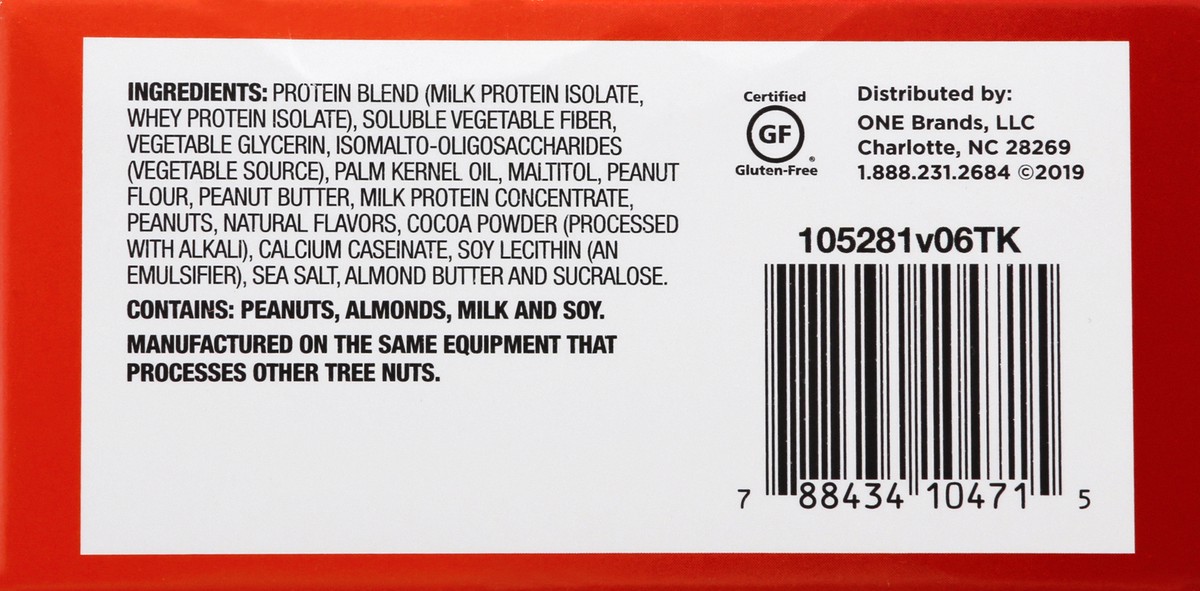 INGREDIENTS: PROTEIN BLEND (MILK PROTEIN ISOLATE,
WHEY PROTEIN ISOLATE), SOLUBLE VEGETABLE FIBER,
VEGETABLE GLYCERIN, ISOMALTO-OLIGOSACCHARIDES
(VEGETABLE SOURCE), PALM KERNEL OIL, MALTITOL, PEANUT
FLOUR, PEANUT BUTTER, MILK PROTEIN CONCENTRATE,
PEANUTS, NATURAL FLAVORS, COCOA POWDER (PROCESSED
WITH ALKALI), CALCIUM CASEINATE, SOY LECITHIN (AN
EMULSIFIER), SEA SALT, ALMOND BUTTER AND SUCRALOSE.
CONTAINS: PEANUTS, ALMONDS, MILK AND SOY.
MANUFACTURED ON THE SAME EQUIPMENT THAT
PROCESSES OTHER TREE NUTS.
Certified
GF
®
Gluten-Free
Distributed by:
ONE Brands, LLC
Charlotte, NC 28269
1.888.231.2684 ©2019
105281v06TK
7 88434 10471 5